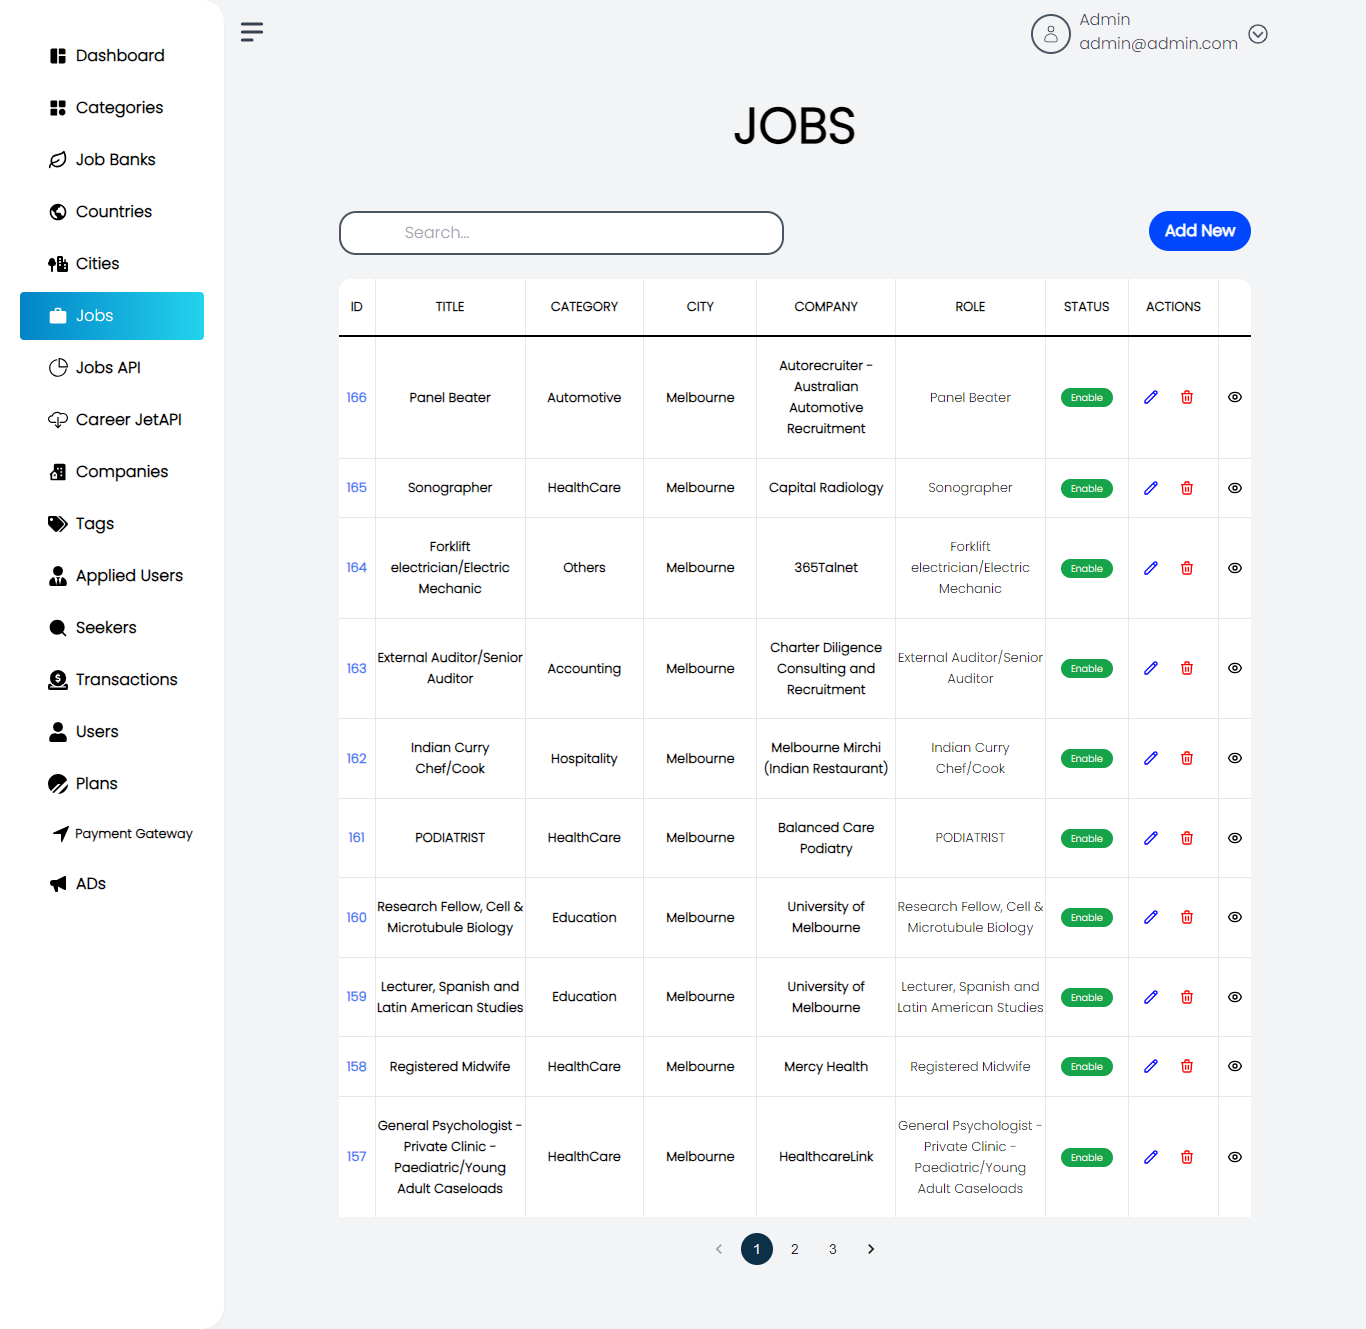 Dashboard
Categories
Job Banks
Countries
Cities
Jobs
Jobs API
Career JetAPI
Companies
Tags
Applied Users
Seekers
Transactions
Users
Plans
Payment Gateway
ADs
Admin
admin@admin.com
JOBS
Search...
Add New
ID TITLE CATEGORY CITY COMPANY ROLE STATUS ACTIONS
166 Panel Beater Automotive Melbourne Autorecruiter - Australian Automotive Recruitment Panel Beater Enable
165 Sonographer HealthCare Melbourne Capital Radiology Sonographer Enable
164 Forklift electrician/Electric Mechanic Others Melbourne 365Talnet Forklift electrician/Electric Mechanic Enable
163 External Auditor/Senior Auditor Accounting Melbourne Charter Diligence Consulting and Recruitment External Auditor/Senior Auditor Enable
162 Indian Curry Chef/Cook Hospitality Melbourne Melbourne Mirchi (Indian Restaurant) Indian Curry Chef/Cook Enable
161 PODIATRIST HealthCare Melbourne Balanced Care Podiatry PODIATRIST Enable
160 Research Fellow, Cell & Microtubule Biology Education Melbourne University of Melbourne Research Fellow, Cell & Microtubule Biology Enable
159 Lecturer, Spanish and Latin American Studies Education Melbourne University of Melbourne Lecturer, Spanish and Latin American Studies Enable
158 Registered Midwife HealthCare Melbourne Mercy Health Registered Midwife Enable
157 General Psychologist - Private Clinic - Paediatric/Young Adult Caseloads HealthCare Melbourne HealthcareLink General Psychologist - Private Clinic - Paediatric/Young Adult Caseloads Enable
1 2 3